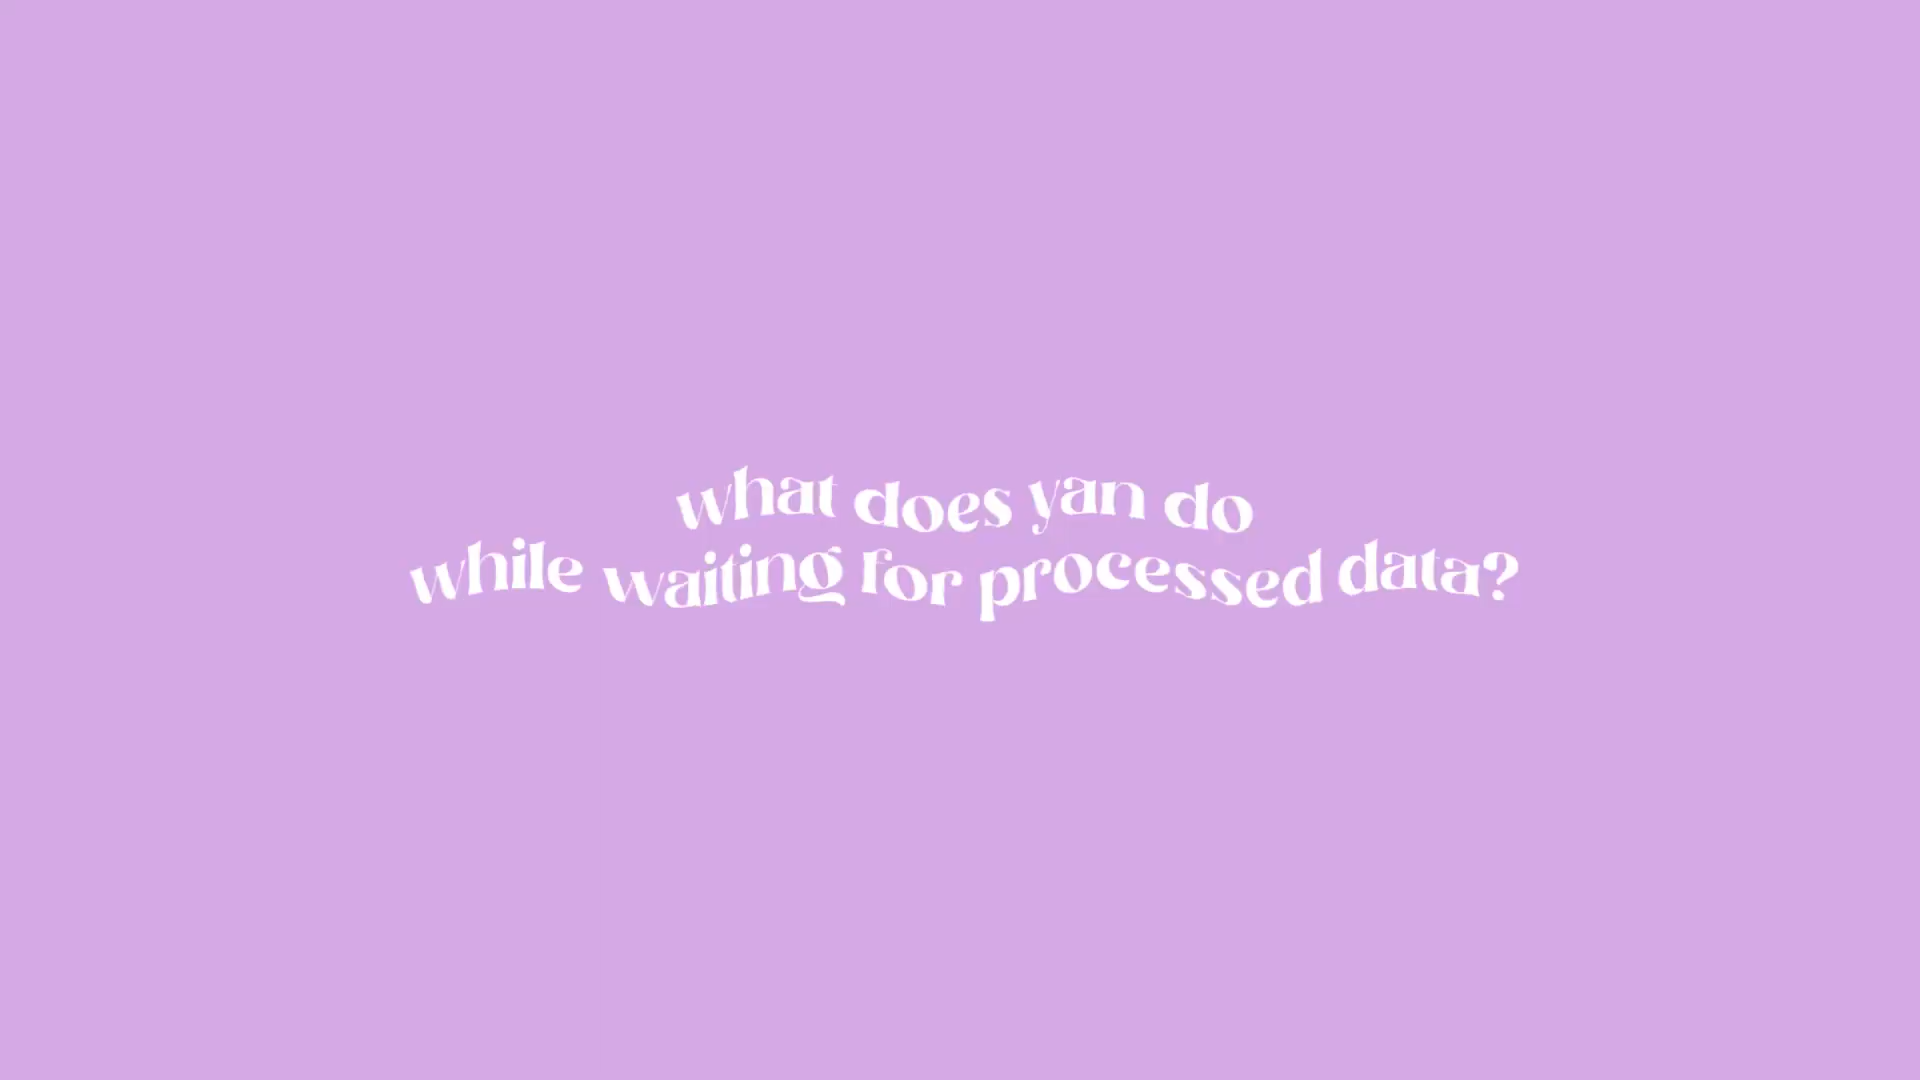 what does yan do
while waiting for processed data?